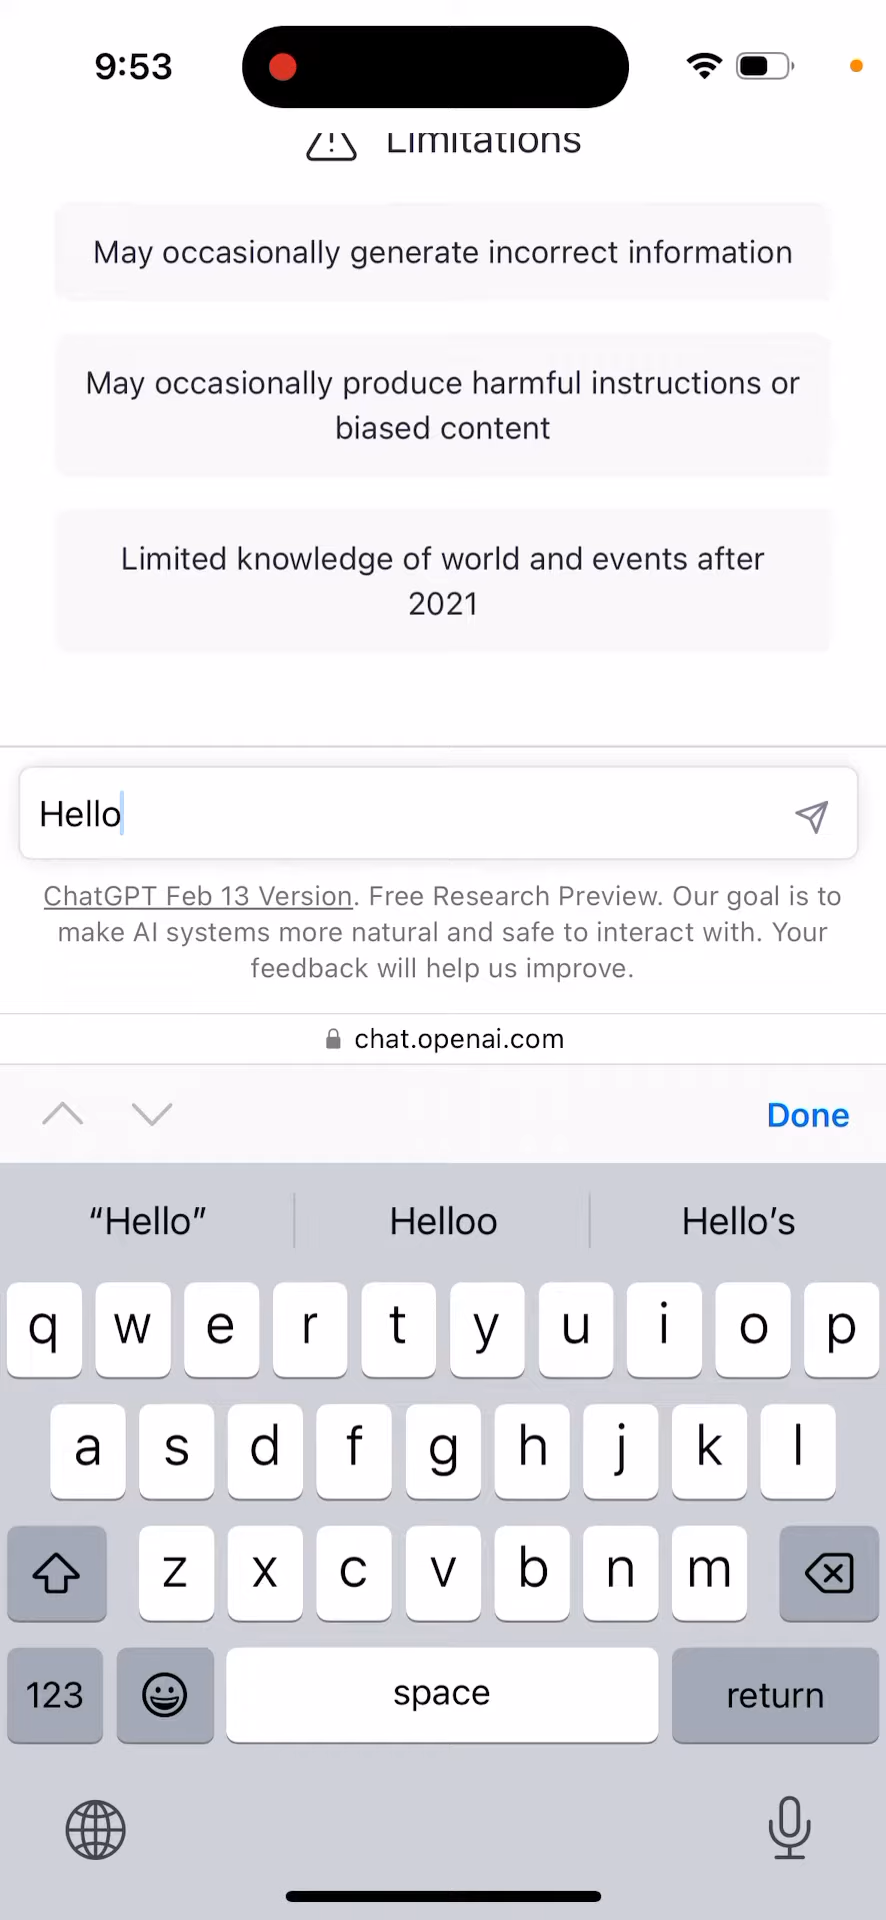 9:53
Limitations
May occasionally generate incorrect information
May occasionally produce harmful instructions or
biased content
Limited knowledge of world and events after
2021
Hello
ChatGPT Feb 13 Version. Free Research Preview. Our goal is to
make AI systems more natural and safe to interact with. Your
feedback will help us improve.
chat.openai.com
Done
“Hello” Helloo Hello’s
q w e r t y u i o p
a s d f g h j k l
z x c v b n m
123 space return